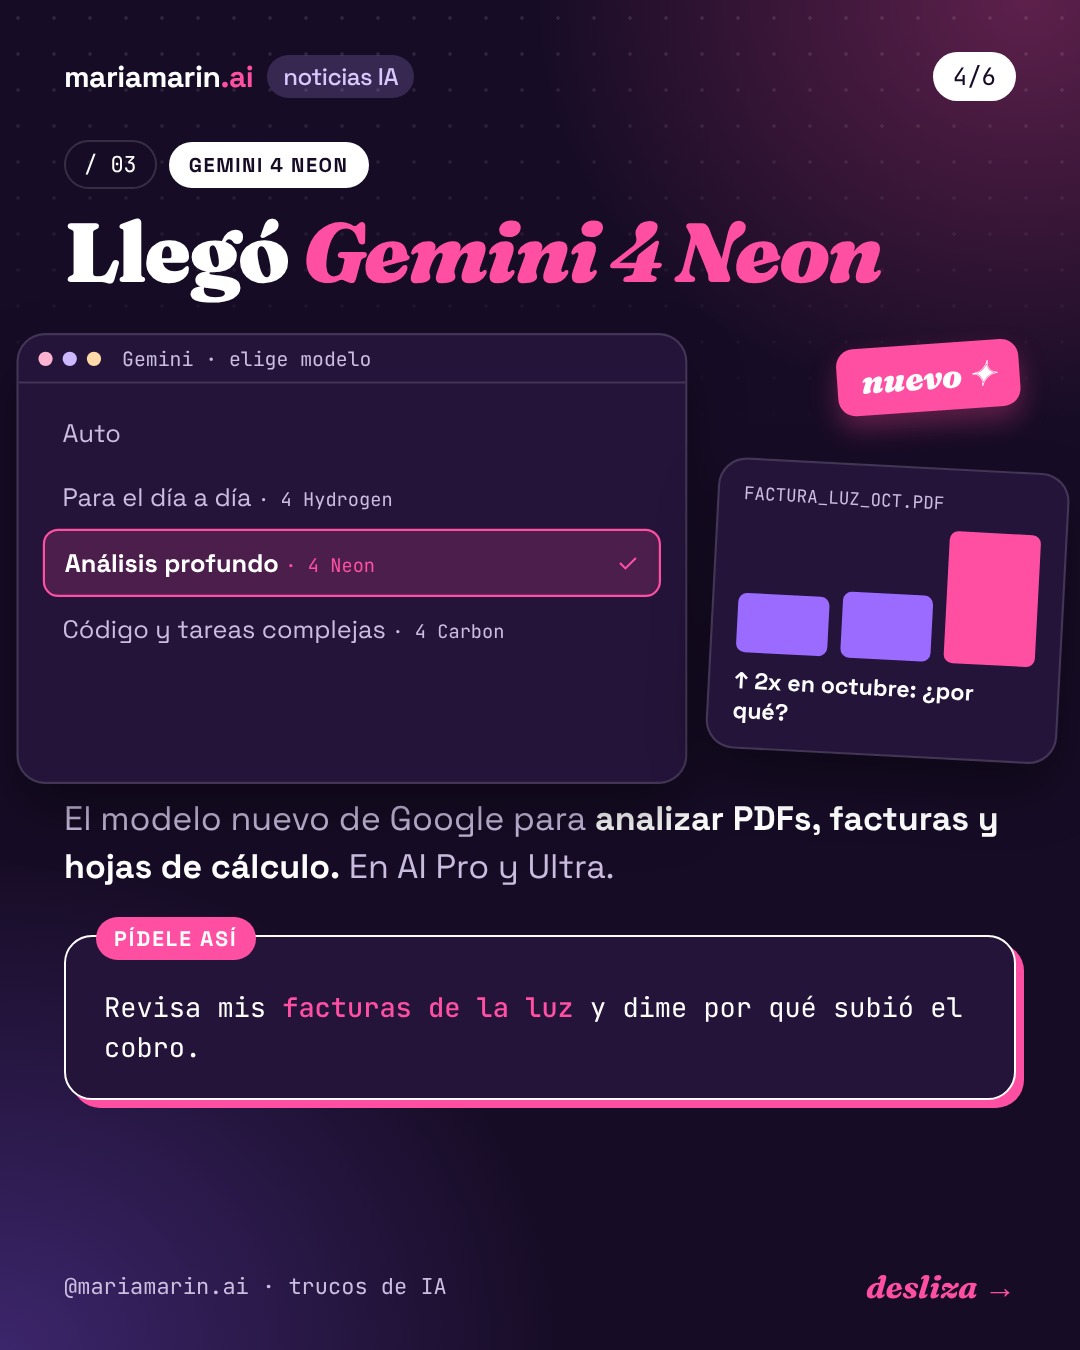 mariamarin.ai noticias IA 4/6
/ 03 GEMINI 4 NEON
Llegó Gemini 4 Neon
Gemini · elige modelo
Auto
Para el día a día · 4 Hydrogen
Análisis profundo · 4 Neon ✓
Código y tareas complejas · 4 Carbon
nuevo ✦
FACTURA_LUZ_OCT.PDF
↑ 2x en octubre: ¿por
qué?
El modelo nuevo de Google para analizar PDFs, facturas y
hojas de cálculo. En AI Pro y Ultra.
PÍDELE ASÍ
Revisa mis facturas de la luz y dime por qué subió el
cobro.
@mariamarin.ai · trucos de IA
desliza →